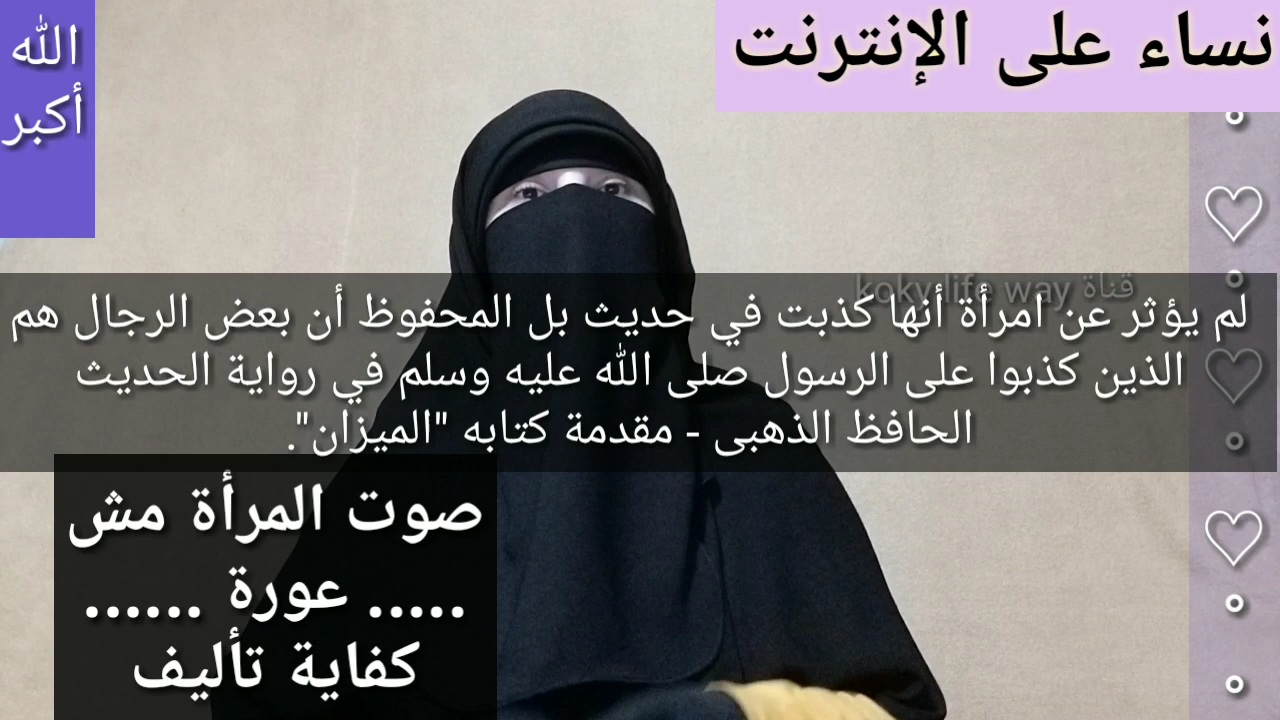 نساء على الإنترنت
الله
أكبر
قناة koky life way
لم يؤثر عن امرأة أنها كذبت في حديث بل المحفوظ أن بعض الرجال هم
الذين كذبوا على الرسول صلى الله عليه وسلم في رواية الحديث
الحافظ الذهبى - مقدمة كتابه "الميزان".
صوت المرأة مش
..... عورة ......
كفاية تأليف